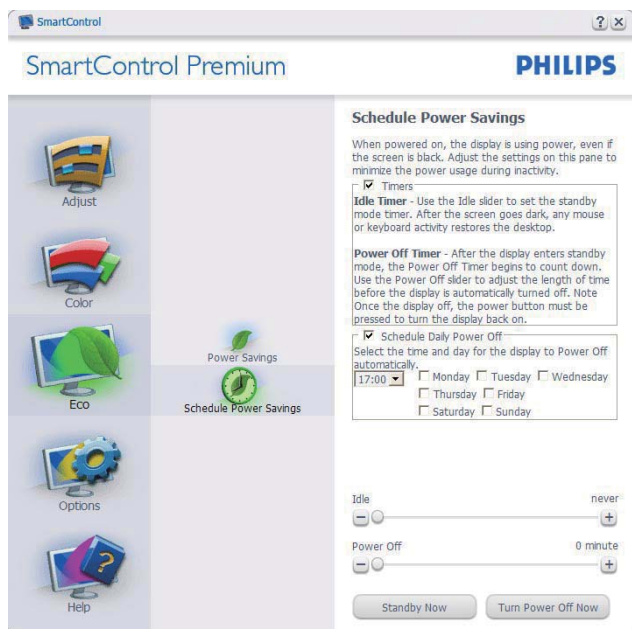 SmartControl
SmartControl Premium
PHILIPS
Adjust
Color
Eco
Options
Help
Power Savings
Schedule Power Savings
Schedule Power Savings
When powered on, the display is using power, even if
the screen is black. Adjust the settings on this pane to
minimize the power usage during inactivity.
Timers
Idle Timer - Use the Idle slider to set the standby
mode timer. After the screen goes dark, any mouse
or keyboard activity restores the desktop.
Power Off Timer - After the display enters standby
mode, the Power Off Timer begins to count down.
Use the Power Off slider to adjust the length of time
before the display is automatically turned off. Note
Once the display off, the power button must be
pressed to turn the display back on.
Schedule Daily Power Off
Select the time and day for the display to Power Off
automatically.
17:00 Monday Tuesday Wednesday
Thursday Friday
Saturday Sunday
Idle never
Power Off 0 minute
Standby Now Turn Power Off Now